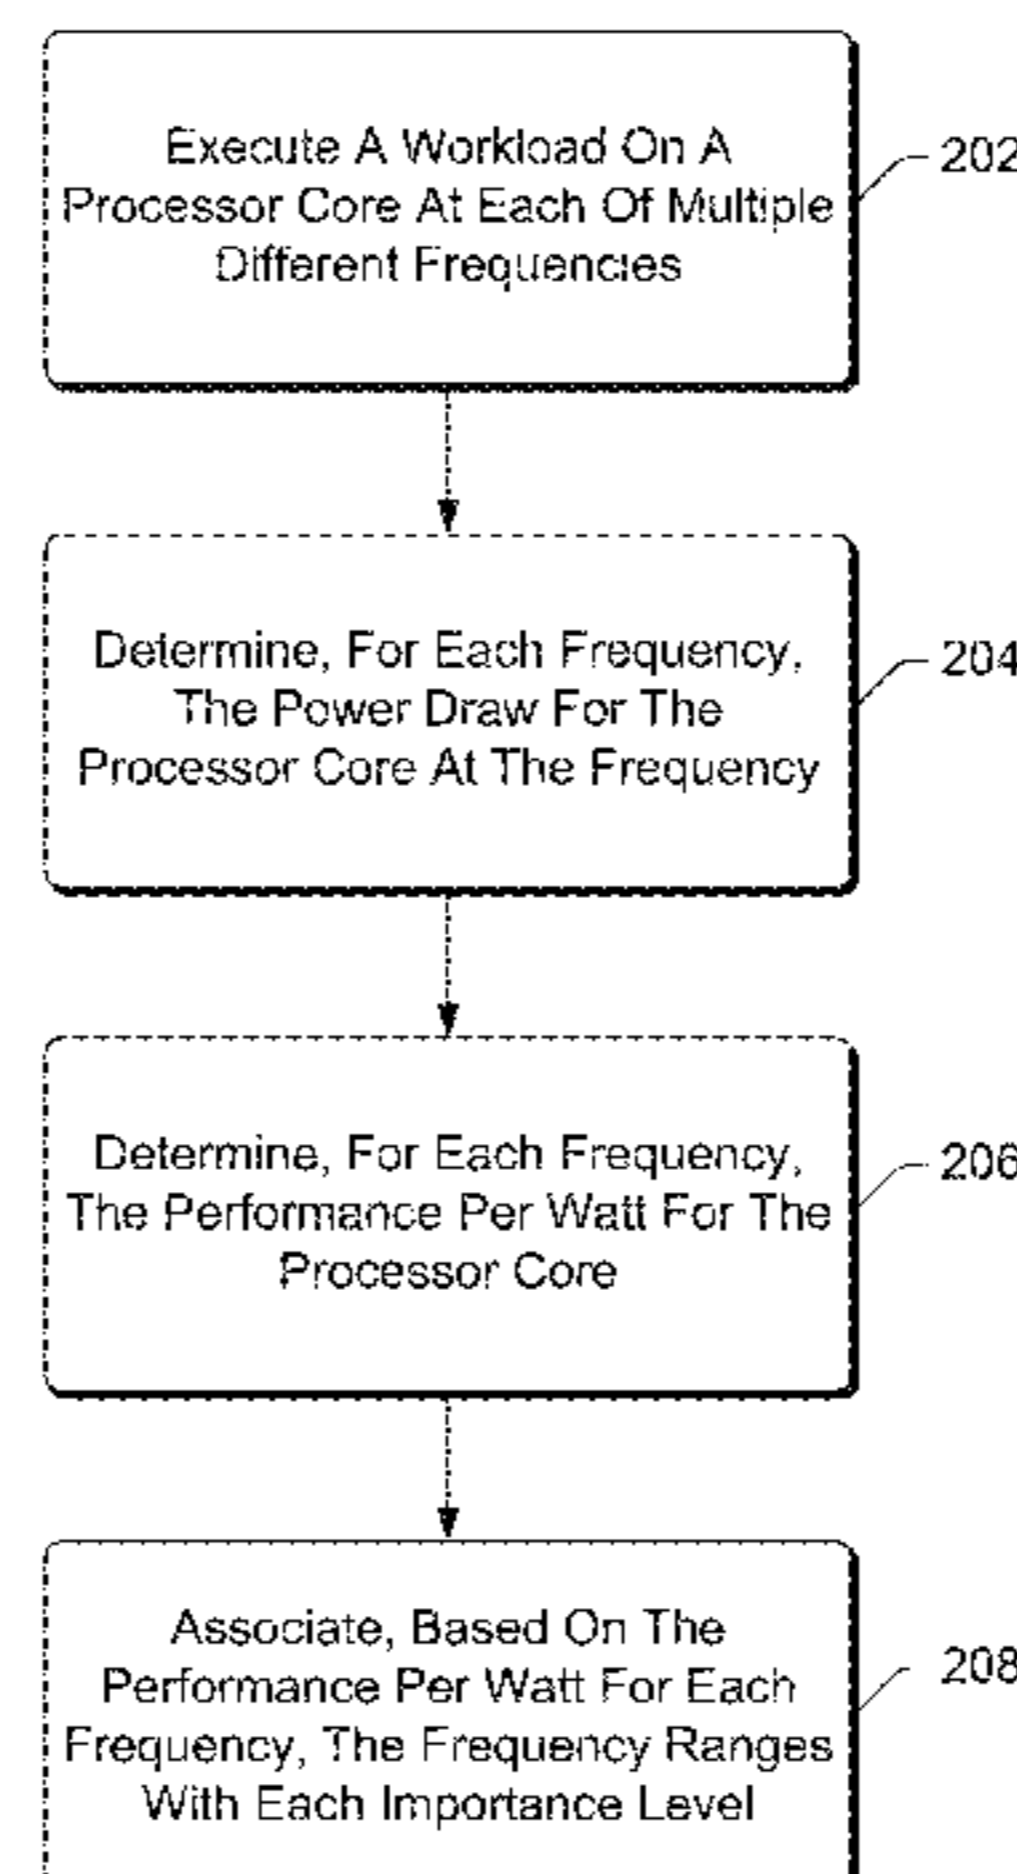 Execute A Workload On A
Processor Core At Each Of Multiple
Different Frequencies
202
Determine, For Each Frequency,
The Power Draw For The
Processor Core At The Frequency
204
Determine, For Each Frequency,
The Performance Per Watt For The
Processor Core
206
Associate, Based On The
Performance Per Watt For Each
Frequency, The Frequency Ranges
With Each Importance Level
208